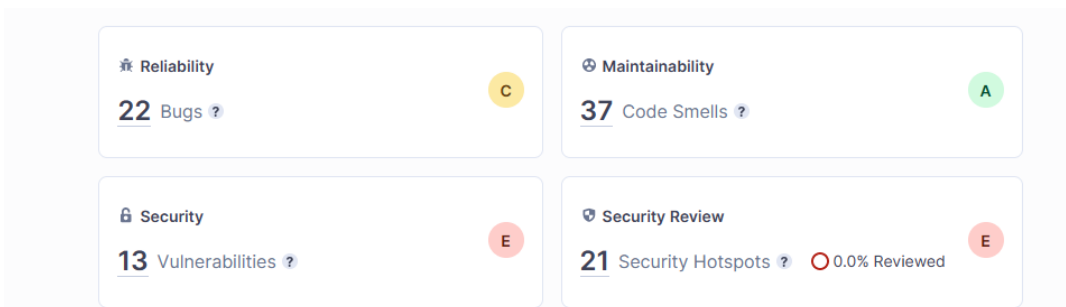 Reliability
22 Bugs ?
C
Maintainability
37 Code Smells ?
A
Security
13 Vulnerabilities ?
E
Security Review
21 Security Hotspots ? 0.0% Reviewed
E